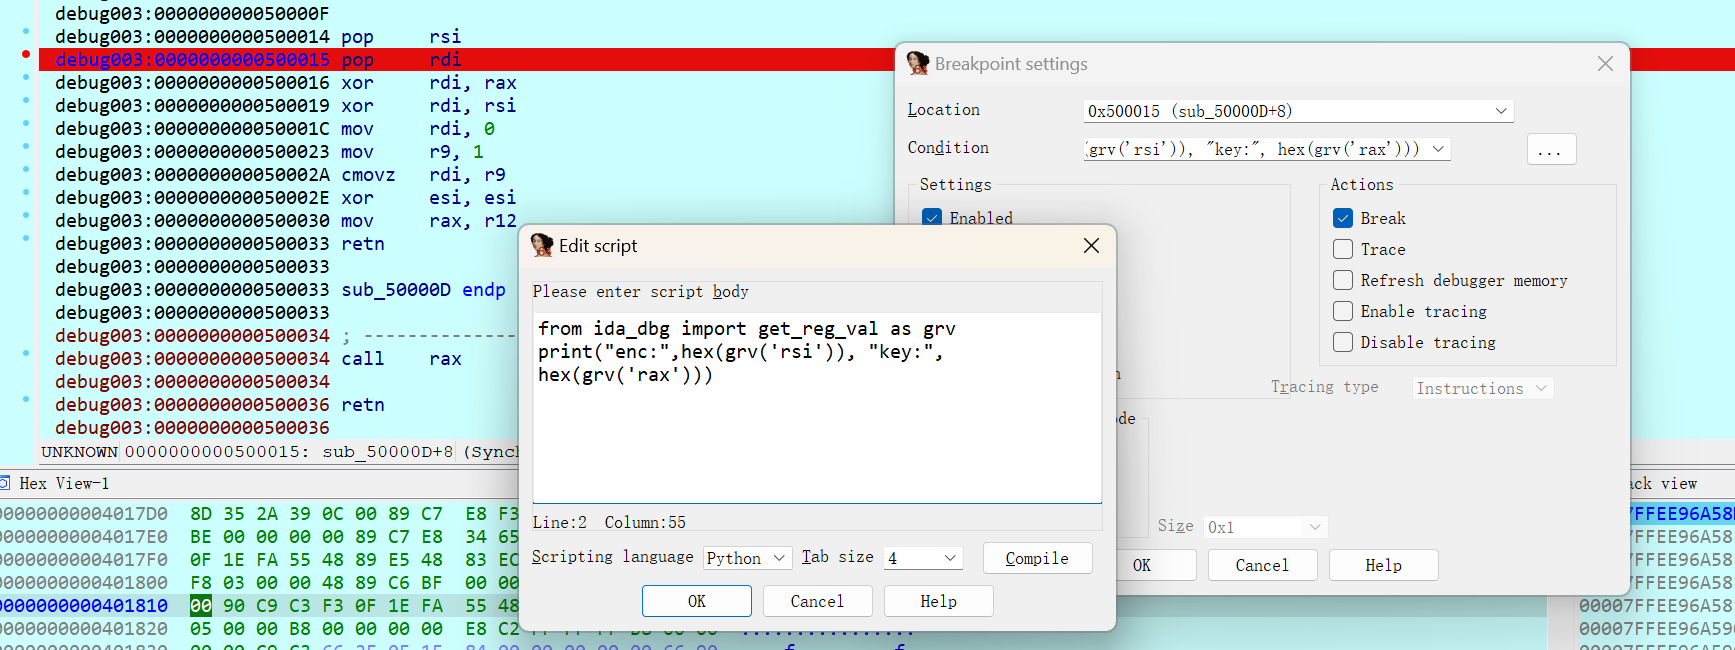 debug003:000000000050000F
debug003:0000000000500014 pop rsi
debug003:0000000000500015 pop rdi
debug003:0000000000500016 xor rdi, rax
debug003:0000000000500019 xor rdi, rsi
debug003:000000000050001C mov rdi, 0
debug003:0000000000500023 mov r9, 1
debug003:000000000050002A cmovz rdi, r9
debug003:000000000050002E xor esi, esi
debug003:0000000000500030 mov rax, r12
debug003:0000000000500033 retn
debug003:0000000000500033
debug003:0000000000500033 sub_50000D endp
debug003:0000000000500033
debug003:0000000000500034 ; ---------------
debug003:0000000000500034 call rax
debug003:0000000000500034
debug003:0000000000500036 retn
debug003:0000000000500036
UNKNOWN 0000000000500015: sub_50000D+8 (Sync
Hex View-1
00000000004017D0 8D 35 2A 39 0C 00 89 C7 E8 F3
00000000004017E0 BE 00 00 00 00 89 C7 E8 34 65
00000000004017F0 0F 1E FA 55 48 89 E5 48 83 EC
0000000000401800 F8 03 00 00 48 89 C6 BF 00 00
0000000000401810 00 90 C9 C3 F3 0F 1E FA 55 48
0000000000401820 05 00 00 B8 00 00 00 00 E8 C2
Breakpoint settings
Location 0x500015 (sub_50000D+8)
Condition (grv('rsi')), "key:", hex(grv('rax'))) ...
Settings
Enabled
Actions
Break
Trace
Refresh debugger memory
Enable tracing
Disable tracing
Tracing type Instructions
Size 0x1
OK Cancel Help
Edit script
Please enter script body
from ida_dbg import get_reg_val as grv
print("enc:",hex(grv('rsi')), "key:",
hex(grv('rax')))
Line:2 Column:55
Scripting language Python Tab size 4 Compile
OK Cancel Help
ack view
7FFEE96A58
7FFEE96A58
7FFEE96A58
7FFEE96A58
00007FFEE96A58
00007FFEE96A59